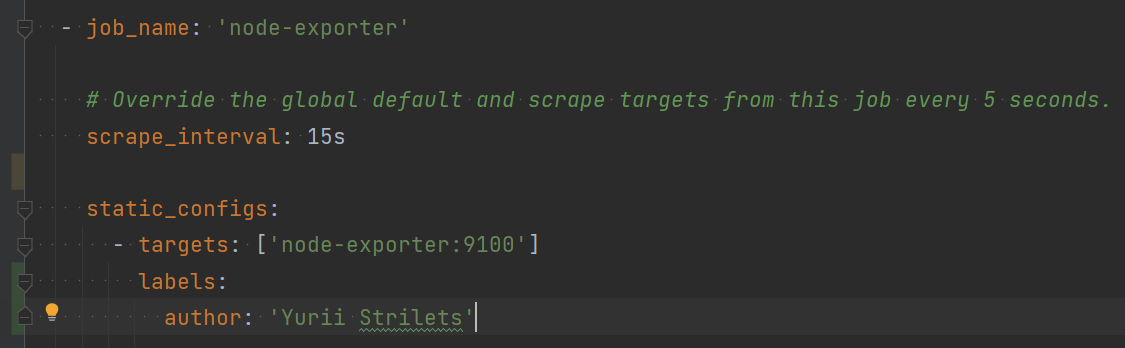 - job_name: 'node-exporter'
# Override the global default and scrape targets from this job every 5 seconds.
scrape_interval: 15s
static_configs:
- targets: ['node-exporter:9100']
labels:
author: 'Yurii Strilets'